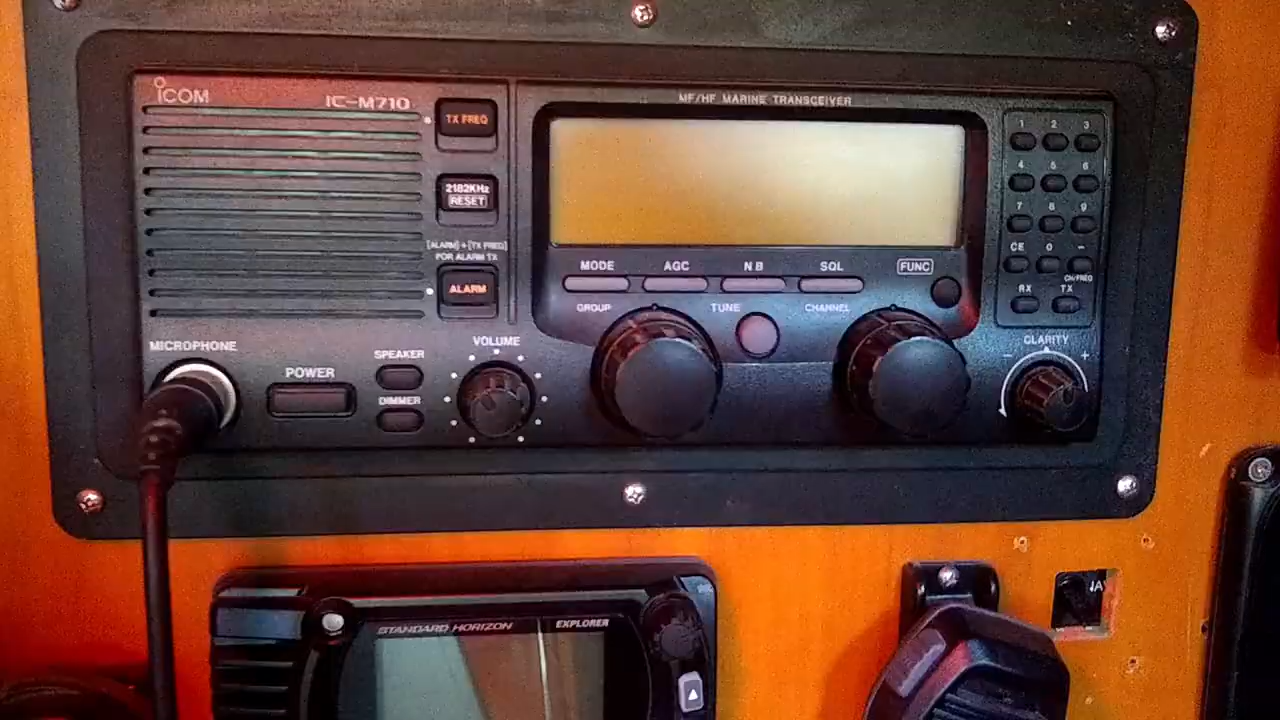 ICOM
IC-M710
MF/HF MARINE TRANSCEIVER
TX FREQ
2182KHz
RESET
[ALARM]+[TX FREQ]
FOR ALARM TX
ALARM
MODE AGC NB SQL FUNC
GROUP TUNE CHANNEL
1 2 3
4 5 6
7 8 9
CE 0 –
CH/FREQ
RX TX
MICROPHONE
POWER
SPEAKER
DIMMER
VOLUME
CLARITY
– +
STANDARD HORIZON EXPLORER